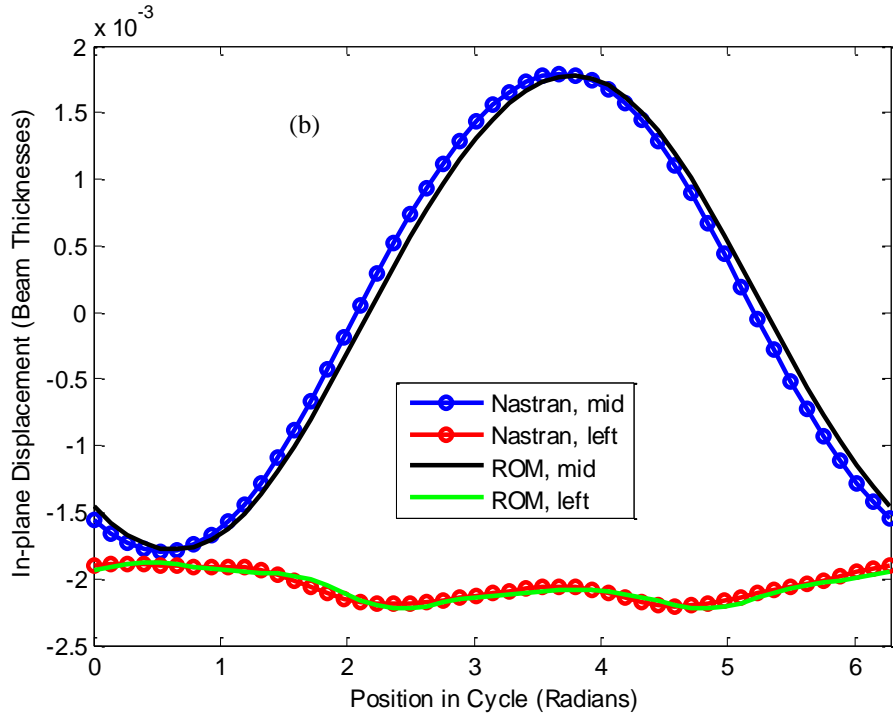 x 10⁻³
2
1.5
1
0.5
0
-0.5
-1
-1.5
-2
-2.5
In-plane Displacement (Beam Thicknesses)
(b)
Nastran, mid
Nastran, left
ROM, mid
ROM, left
0 1 2 3 4 5 6
Position in Cycle (Radians)